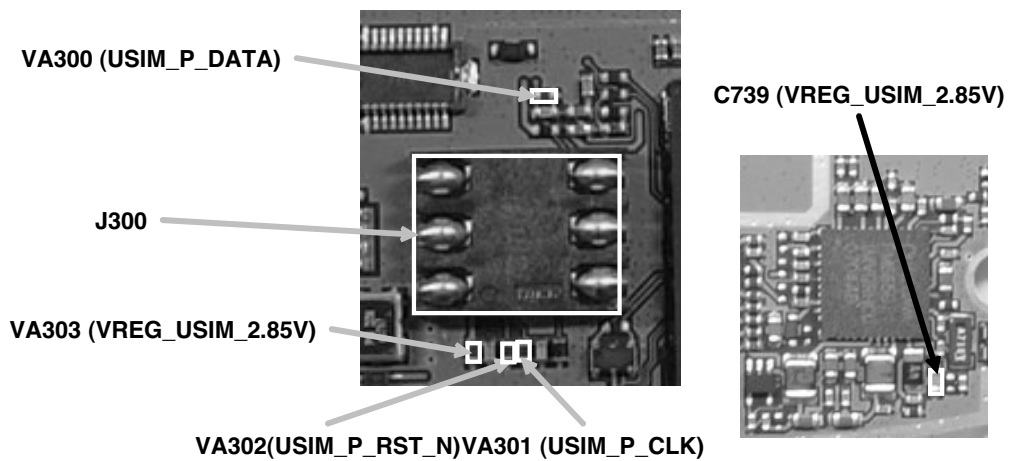 VA300 (USIM_P_DATA)
C739 (VREG_USIM_2.85V)
J300
VA303 (VREG_USIM_2.85V)
VA302(USIM_P_RST_N)VA301 (USIM_P_CLK)